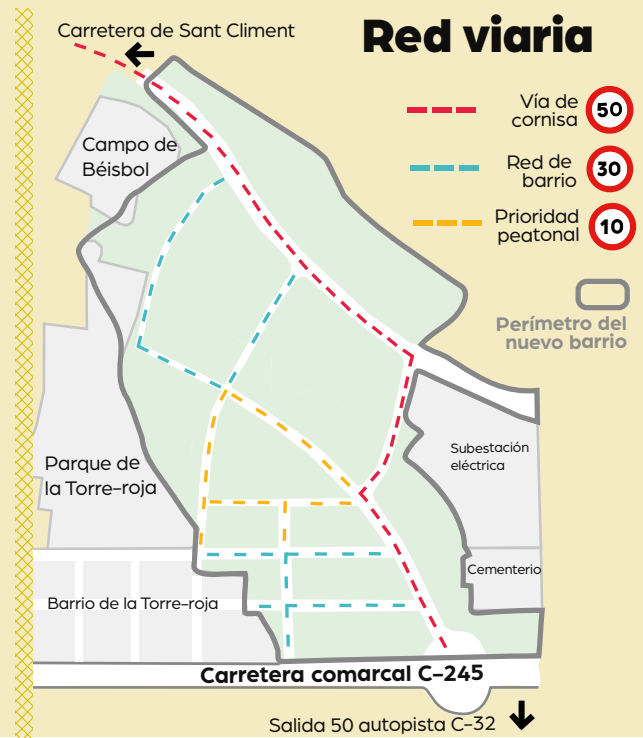 Carretera de Sant Climent
Red viaria
Vía de
cornisa
50
Red de
barrio
30
Prioridad
peatonal
10
Perímetro del
nuevo barrio
Campo de
Béisbol
Parque de
la Torre-roja
Subestación
eléctrica
Cementerio
Barrio de la Torre-roja
Carretera comarcal C-245
Salida 50 autopista C-32